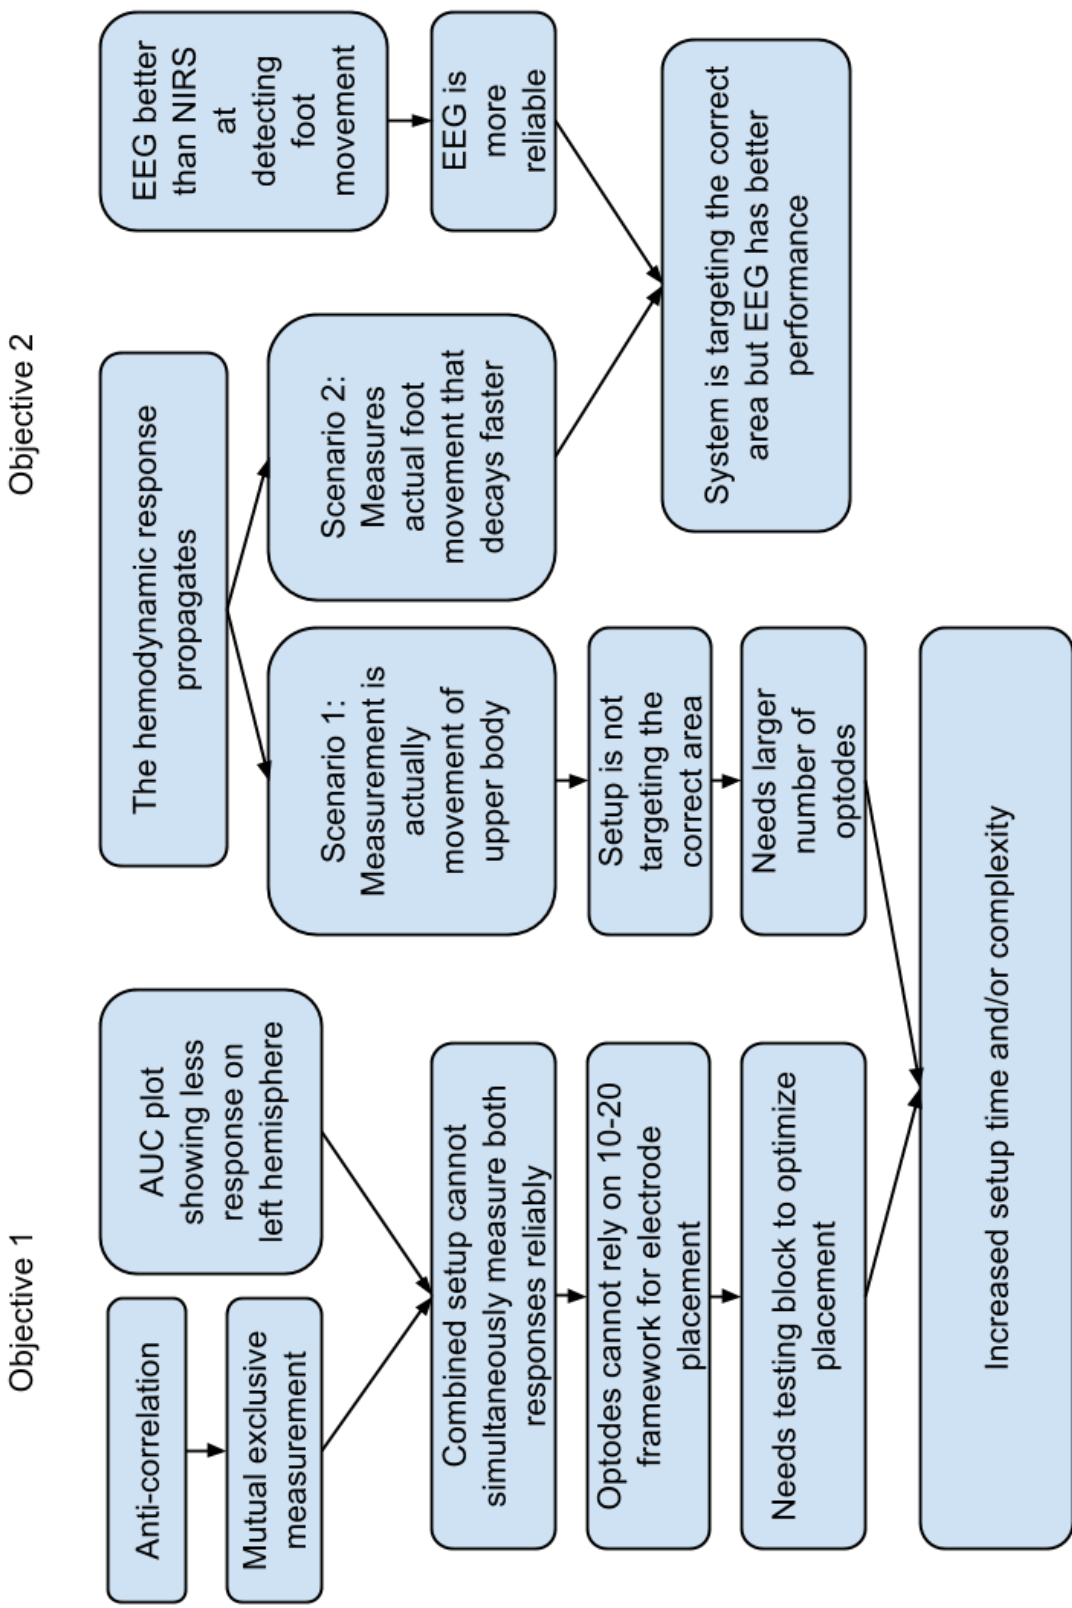 Objective 1
Objective 2
Anti-correlation
Mutual exclusive
measurement
AUC plot
showing less
response on
left hemisphere
Combined setup cannot
simultaneously measure both
responses reliably
Optodes cannot rely on 10-20
framework for electrode
placement
Needs testing block to optimize
placement
The hemodynamic response
propagates
Scenario 1:
Measurement is
actually
movement of
upper body
Setup is not
targeting the
correct area
Needs larger
number of
optodes
Increased setup time and/or complexity
Scenario 2:
Measures
actual foot
movement that
decays faster
EEG better
than NIRS
at
detecting
foot
movement
EEG is
more
reliable
System is targeting the correct
area but EEG has better
performance